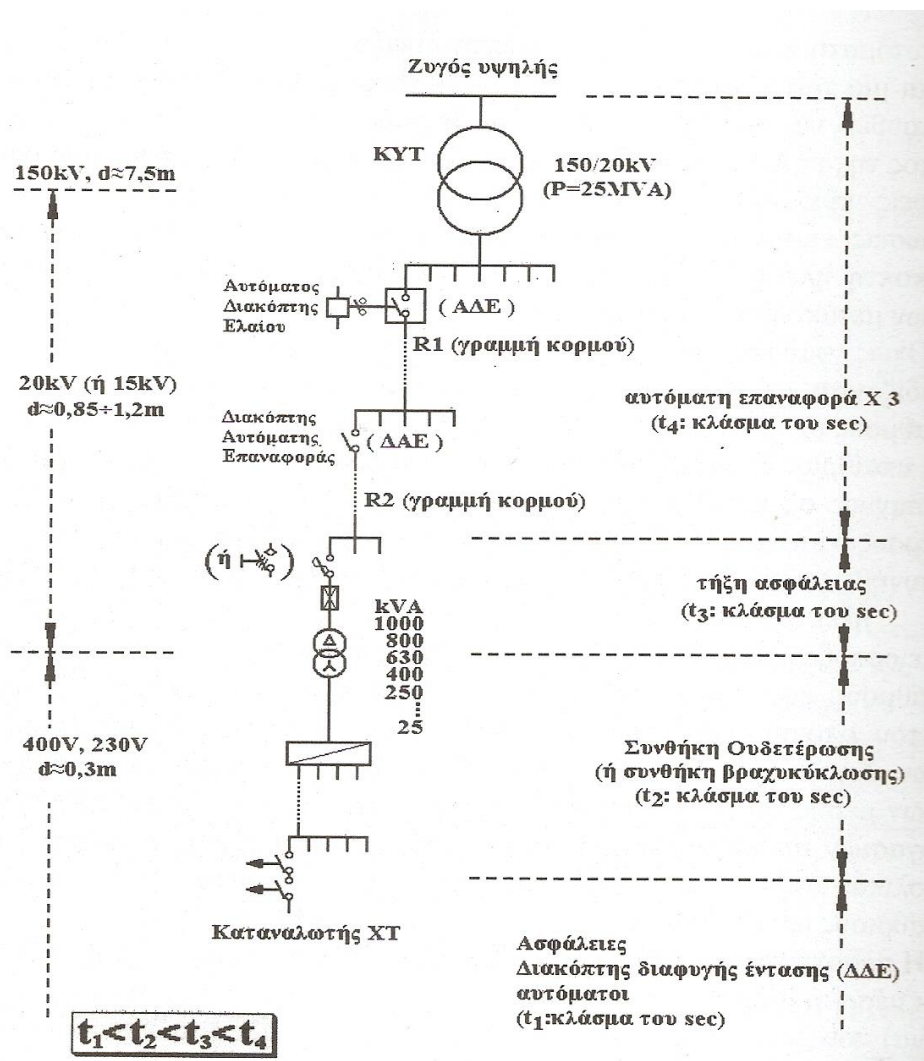 Ζυγός υψηλής
ΚΥΤ
150/20kV
(P=25MVA)
150kV, d≈7,5m
Αυτόματος
Διακόπτης
Ελαίου
(ΑΔΕ)
R1 (γραμμή κορμού)
20kV (ή 15kV)
d≈0,85÷1,2m
αυτόματη επαναφορά Χ 3
(t4: κλάσμα του sec)
Διακόπτης
Αυτόματης
Επαναφοράς
(ΔΑΕ)
R2 (γραμμή κορμού)
(ή )
τήξη ασφάλειας
(t3: κλάσμα του sec)
kVA
1000
800
630
400
250
25
Δ
400V, 230V
d≈0,3m
Συνθήκη Ουδετέρωσης
(ή συνθήκη βραχυκύκλωσης)
(t2: κλάσμα του sec)
Καταναλωτής ΧΤ
Ασφάλειες
Διακόπτης διαφυγής έντασης (ΔΔΕ)
αυτόματοι
(t1:κλάσμα του sec)
t1<t2<t3<t4